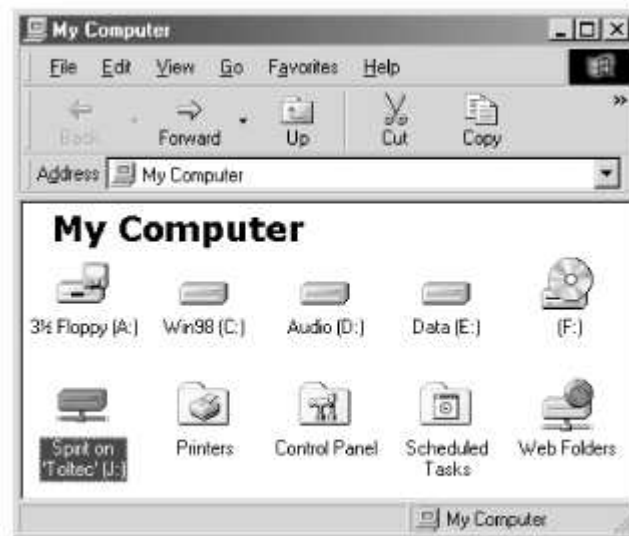 My Computer
File Edit View Go Favorites Help
Back Forward Up Cut Copy »
Address My Computer
My Computer
3½ Floppy (A:) Win98 (C:) Audio (D:) Data (E:) (F:)
Spirit on 'Toltec' (J:) Printers Control Panel Scheduled Tasks Web Folders
My Computer